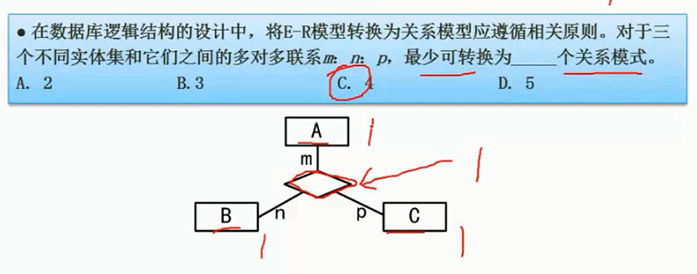 ● 在数据库逻辑结构的设计中，将E-R模型转换为关系模型应遵循相关原则。对于三
个不同实体集和它们之间的多对多联系m：n：p，最少可转换为_____个关系模式。
A. 2 B.3 C. 4 D. 5
A 1
m
1
B n p C
1 1